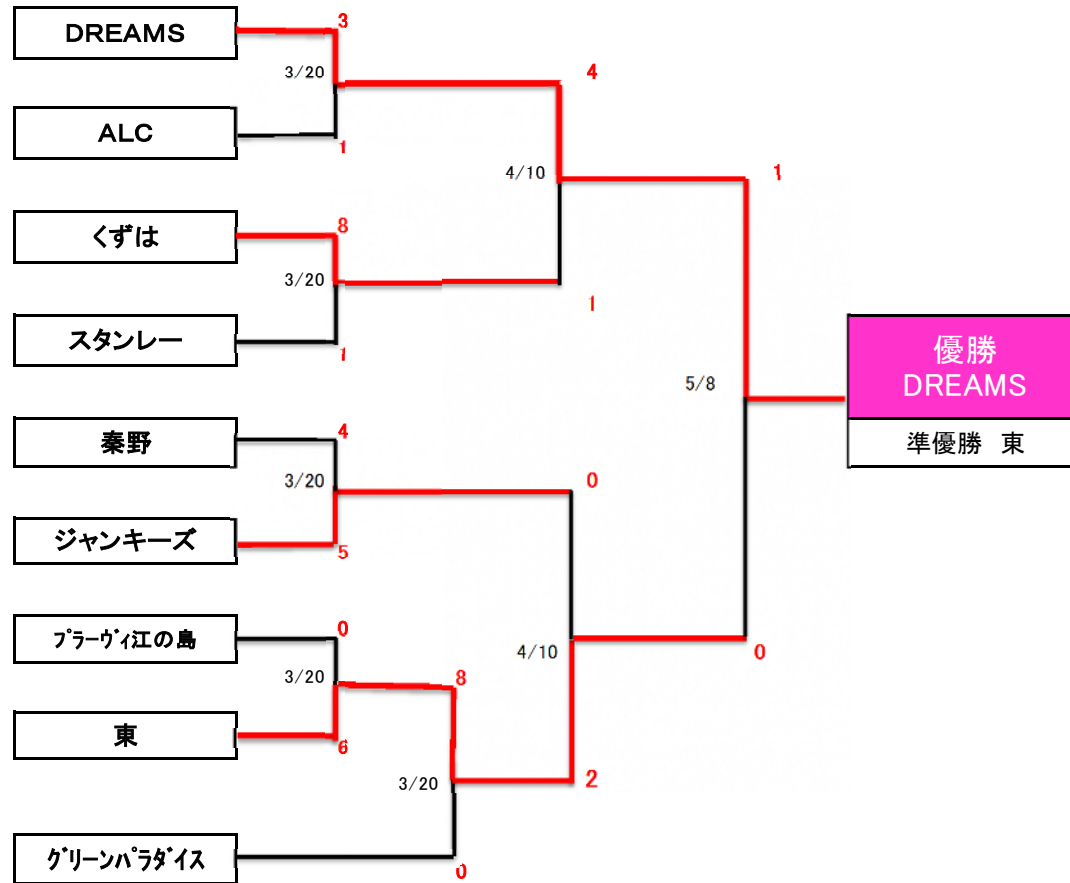 DREAMS
3
3/20
4
ALC
1
4/10
1
くずは
8
3/20
1
スタンレー
1
優勝
DREAMS
5/8
準優勝 東
秦野
4
3/20
0
ジャンキーズ
5
ﾌﾟﾗｰｳﾞｨ江の島
0
4/10
0
3/20
8
東
6
3/20
2
ｸﾞﾘｰﾝﾊﾟﾗﾀﾞｲｽ
0